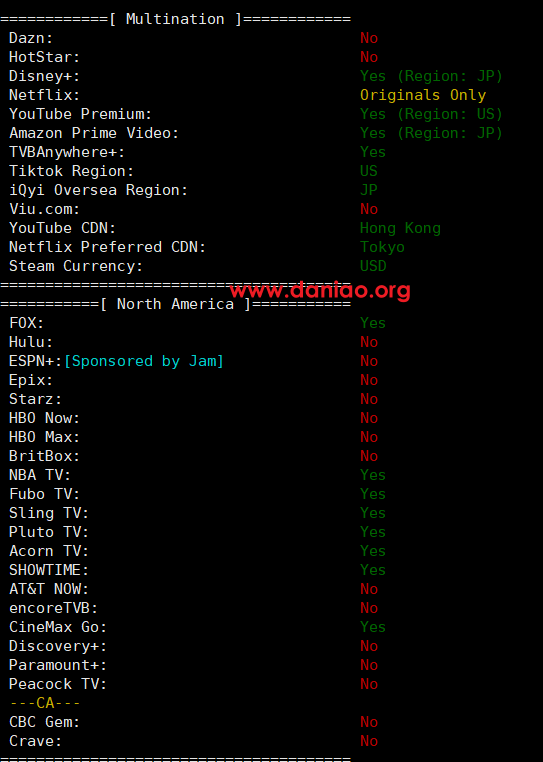 ============[ Multination ]============
Dazn: No
HotStar: No
Disney+: Yes (Region: JP)
Netflix: Originals Only
YouTube Premium: Yes (Region: US)
Amazon Prime Video: Yes (Region: JP)
TVBAnywhere+: Yes
Tiktok Region: US
iQyi Oversea Region: JP
Viu.com: No
YouTube CDN: Hong Kong
Netflix Preferred CDN: Tokyo
Steam Currency: USD
=======================================
www.daniao.org
===========[ North America ]===========
FOX: Yes
Hulu: No
ESPN+:[Sponsored by Jam] No
Epix: No
Starz: No
HBO Now: No
HBO Max: No
BritBox: No
NBA TV: Yes
Fubo TV: Yes
Sling TV: Yes
Pluto TV: Yes
Acorn TV: Yes
SHOWTIME: Yes
AT&T NOW: No
encoreTVB: No
CineMax Go: Yes
Discovery+: No
Paramount+: No
Peacock TV: No
---CA---
CBC Gem: No
Crave: No
=======================================